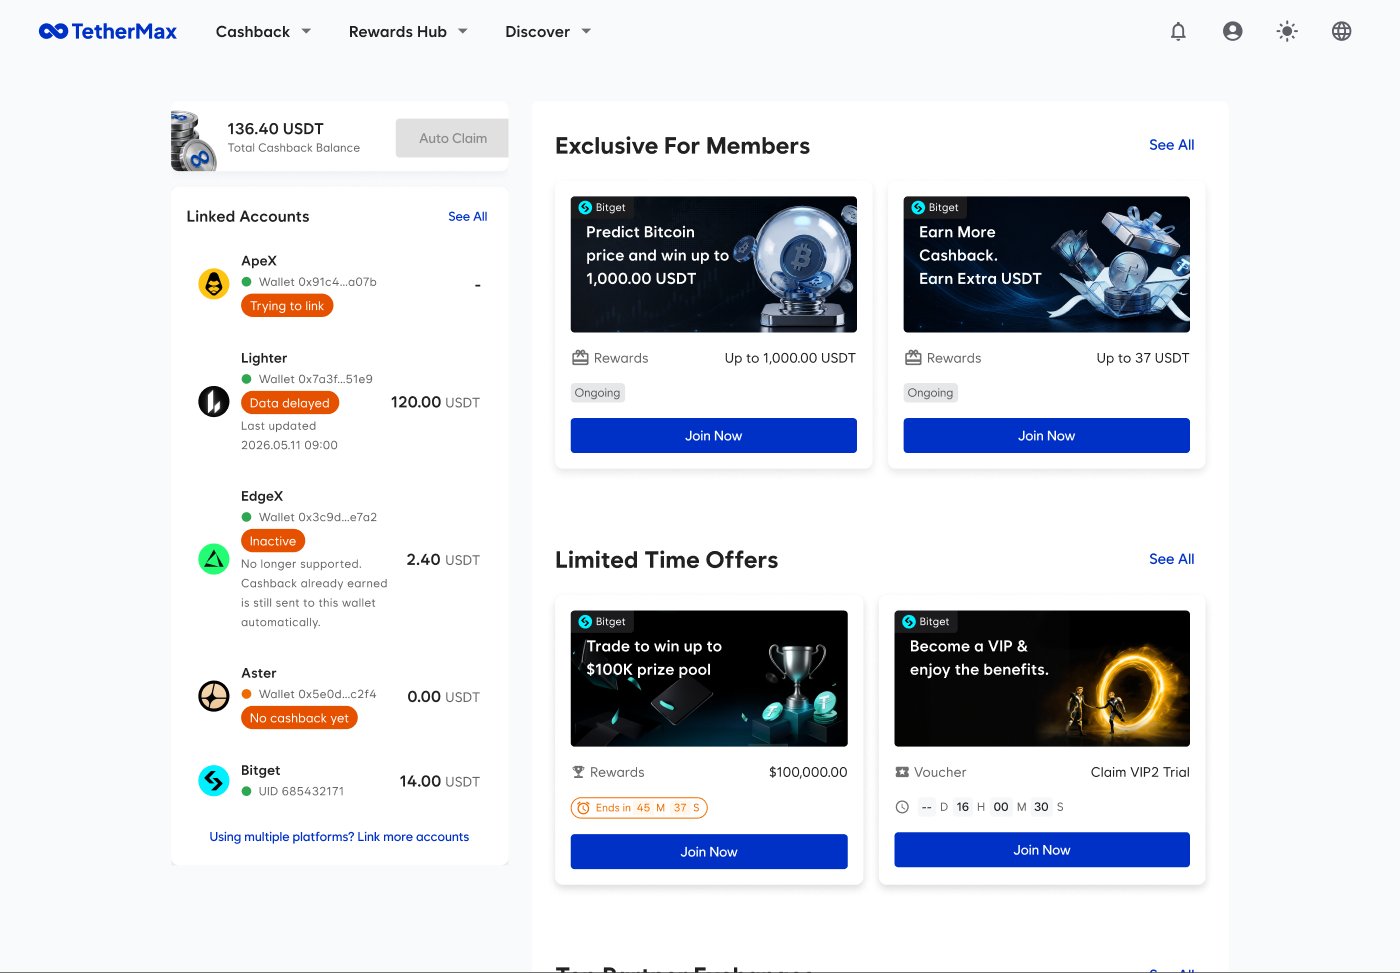 TetherMax
Cashback
Rewards Hub
Discover
136.40 USDT
Total Cashback Balance
Auto Claim
Linked Accounts
See All
ApeX
Wallet 0x91c4...a07b
Trying to link
-
Lighter
Wallet 0x7a3f...51e9
Data delayed
120.00 USDT
Last updated
2026.05.11 09:00
EdgeX
Wallet 0x3c9d...e7a2
Inactive
No longer supported.
Cashback already earned
is still sent to this wallet
automatically.
2.40 USDT
Aster
Wallet 0x5e0d...c2f4
No cashback yet
0.00 USDT
Bitget
UID 685432171
14.00 USDT
Using multiple platforms? Link more accounts
Exclusive For Members
See All
Bitget
Predict Bitcoin
price and win up to
1,000.00 USDT
Rewards
Up to 1,000.00 USDT
Ongoing
Join Now
Bitget
Earn More
Cashback.
Earn Extra USDT
Rewards
Up to 37 USDT
Ongoing
Join Now
Limited Time Offers
See All
Bitget
Trade to win up to
$100K prize pool
Rewards
$100,000.00
Ends in 45 M 37 S
Join Now
Bitget
Become a VIP &
enjoy the benefits.
Voucher
Claim VIP2 Trial
-- D 16 H 00 M 30 S
Join Now
Top Partner Exchanges
See All